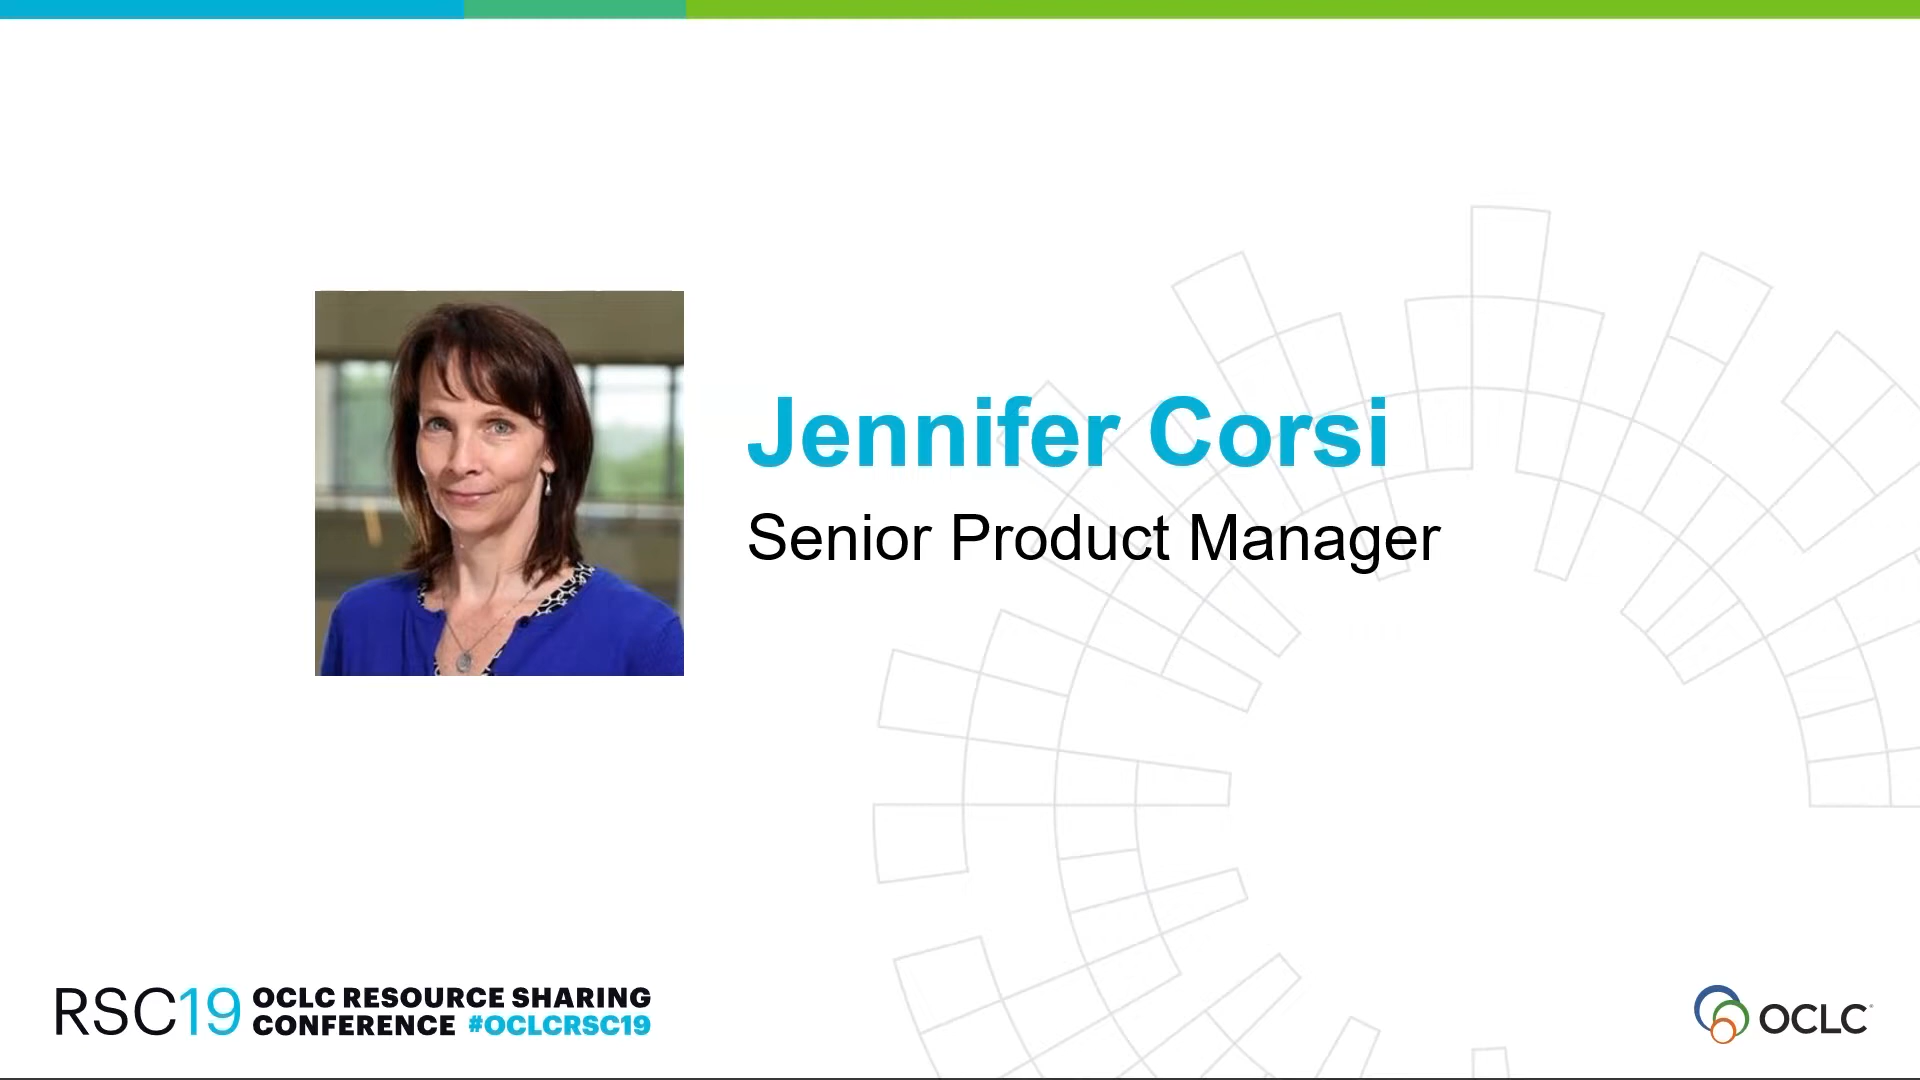 Jennifer Corsi
Senior Product Manager
RSC19 OCLC RESOURCE SHARING
CONFERENCE #OCLCRSC19
OCLC